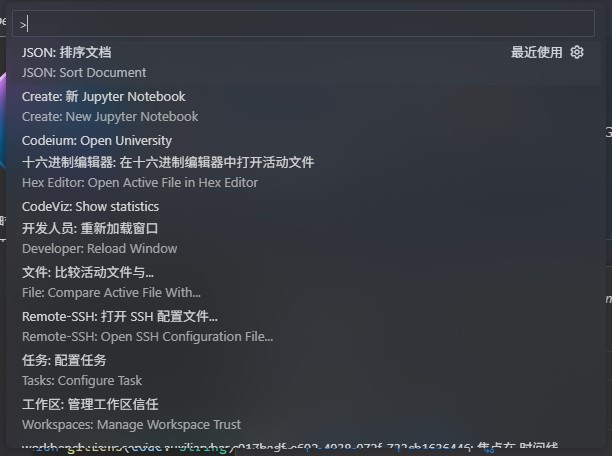 >
JSON: 排序文档 最近使用
JSON: Sort Document
Create: 新 Jupyter Notebook
Create: New Jupyter Notebook
Codeium: Open University
十六进制编辑器: 在十六进制编辑器中打开活动文件
Hex Editor: Open Active File in Hex Editor
CodeViz: Show statistics
开发人员: 重新加载窗口
Developer: Reload Window
文件: 比较活动文件与...
File: Compare Active File With...
Remote-SSH: 打开 SSH 配置文件...
Remote-SSH: Open SSH Configuration File...
任务: 配置任务
Tasks: Configure Task
工作区: 管理工作区信任
Workspaces: Manage Workspace Trust